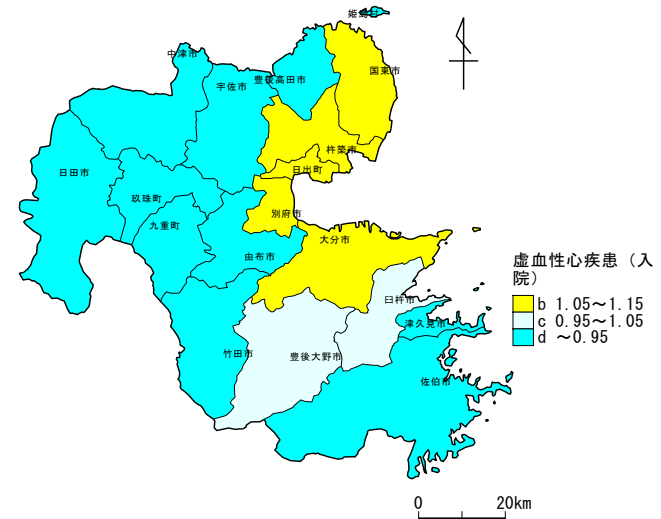 姫島村
中津市
宇佐市
豊後高田市
国東市
杵築市
日田市
日出町
玖珠町
別府市
九重町
大分市
由布市
虚血性心疾患（入
院）
b 1.05～1.15
臼杵市
c 0.95～1.05
津久見市
d ～0.95
竹田市
豊後大野市
佐伯市
0 20km